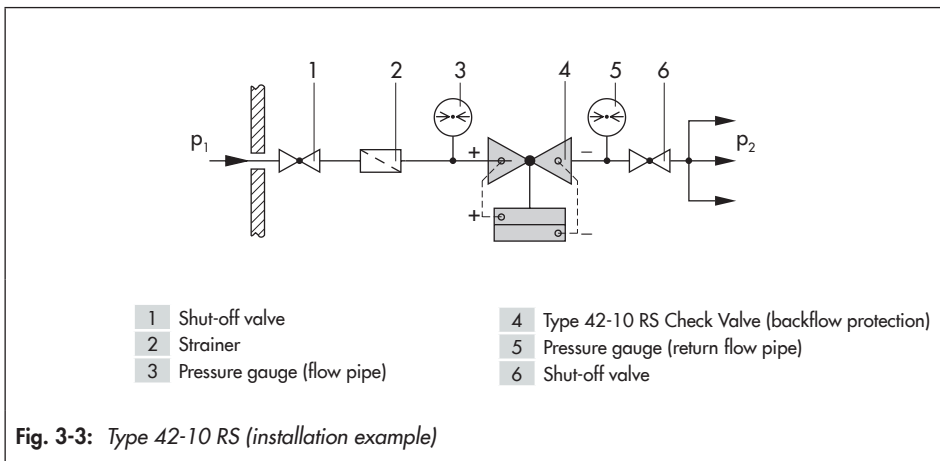 1 2 3 4 5 6
p1 p2
+ –
+ –
1 Shut-off valve
2 Strainer
3 Pressure gauge (flow pipe)
4 Type 42-10 RS Check Valve (backflow protection)
5 Pressure gauge (return flow pipe)
6 Shut-off valve
Fig. 3-3: Type 42-10 RS (installation example)